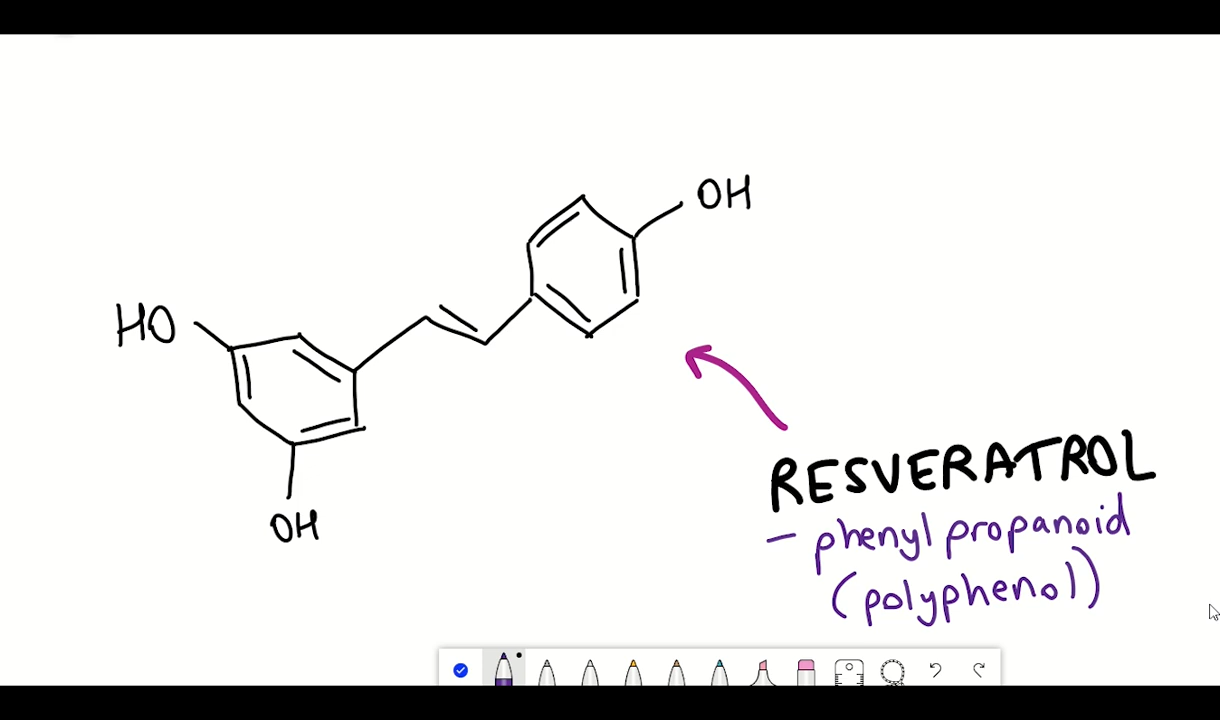 OH
HO
OH
RESVERATROL
- phenyl propanoid
(polyphenol)